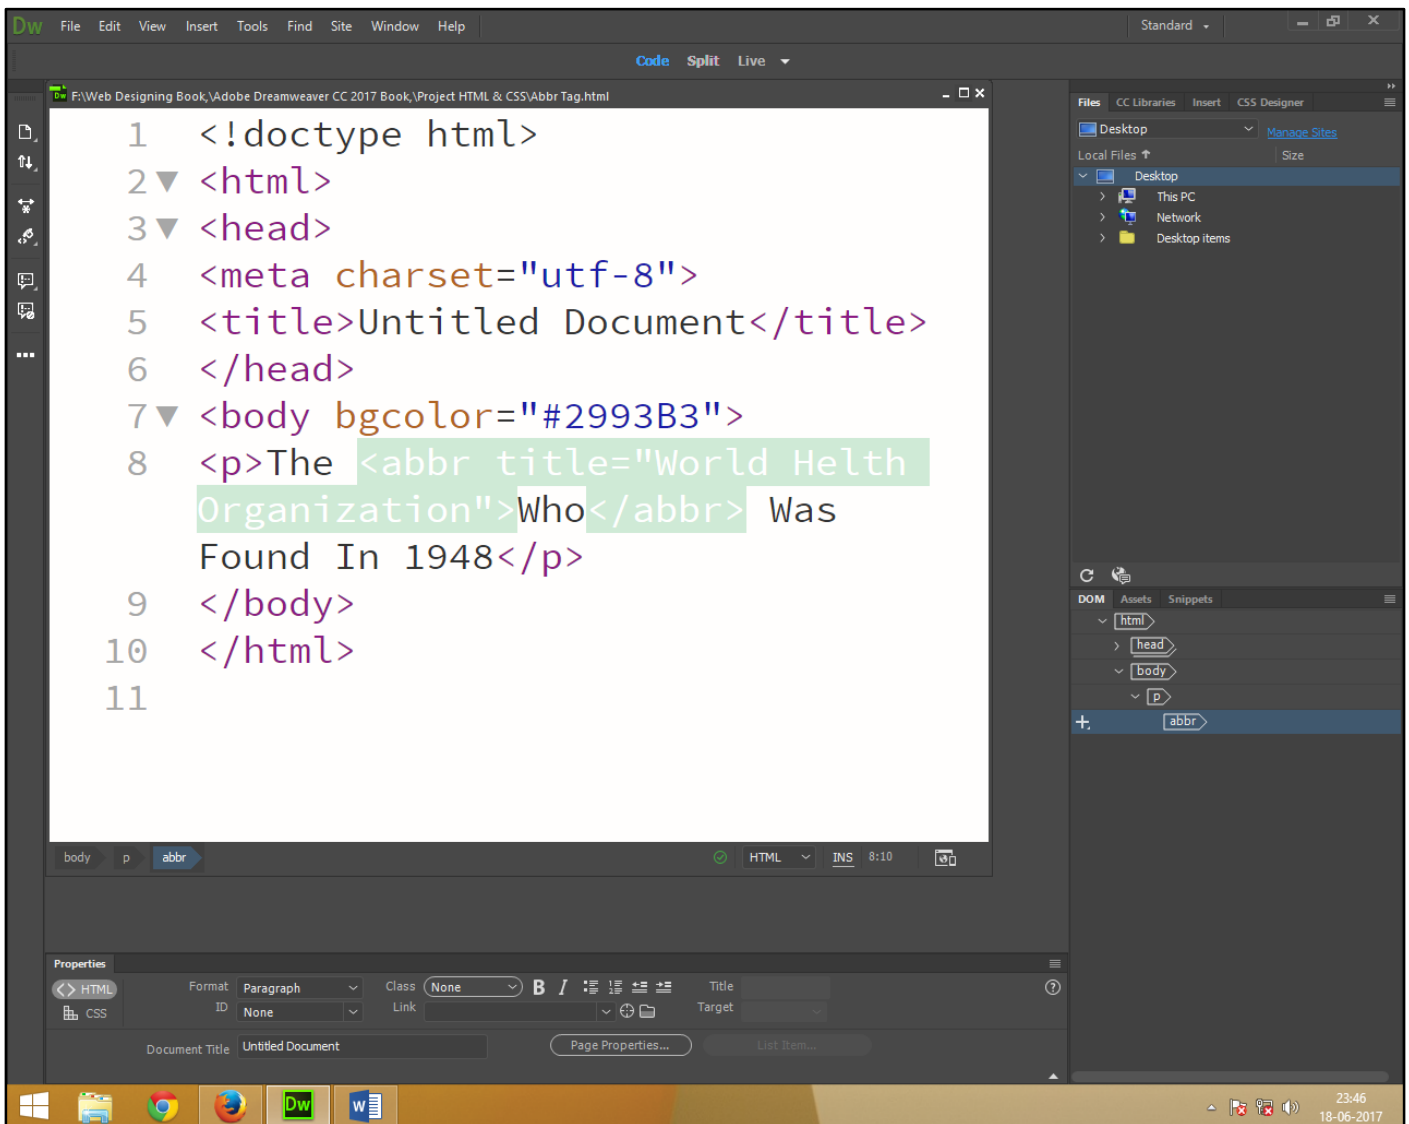 Dw File Edit View Insert Tools Find Site Window Help Standard
Code Split Live
Dw F:\Web Designing Book,\Adobe Dreamweaver CC 2017 Book,\Project HTML & CSS\Abbr Tag.html
1 <!doctype html>
2 <html>
3 <head>
4 <meta charset="utf-8">
5 <title>Untitled Document</title>
6 </head>
7 <body bgcolor="#2993B3">
8 <p>The <abbr title="World Helth
Organization">Who</abbr> Was
Found In 1948</p>
9 </body>
10 </html>
11
body p abbr HTML INS 8:10
Files CC Libraries Insert CSS Designer
Desktop Manage Sites
Local Files Size
Desktop
This PC
Network
Desktop items
DOM Assets Snippets
html
head
body
p
abbr
Properties
HTML Format Paragraph Class None B I Title
CSS ID None Link Target
Document Title Untitled Document Page Properties... List Item...
Dw W 23:46
18-06-2017